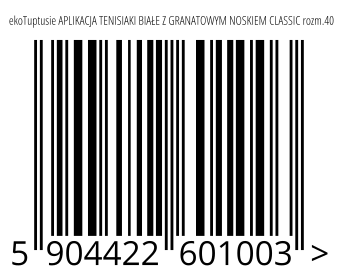 ekoTuptusie APLIKACJA TENISIAKI BIAŁE Z GRANATOWYM NOSKIEM CLASSIC rozm.40
5 904422 601003 >